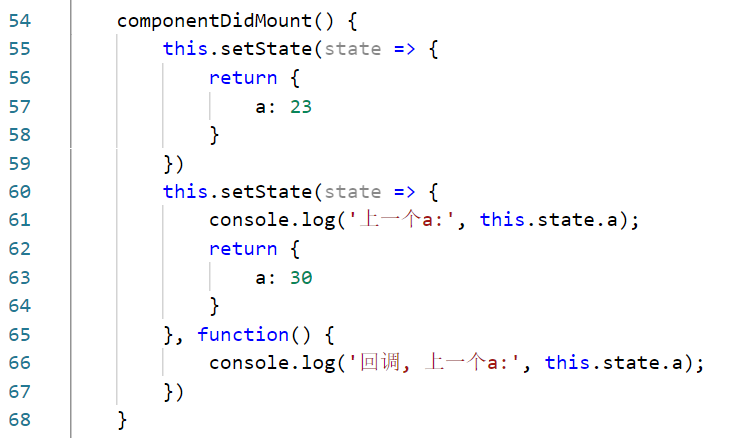 54 componentDidMount() {
55 this.setState(state => {
56 return {
57 a: 23
58 }
59 })
60 this.setState(state => {
61 console.log('上一个a:', this.state.a);
62 return {
63 a: 30
64 }
65 }, function() {
66 console.log('回调, 上一个a:', this.state.a);
67 })
68 }